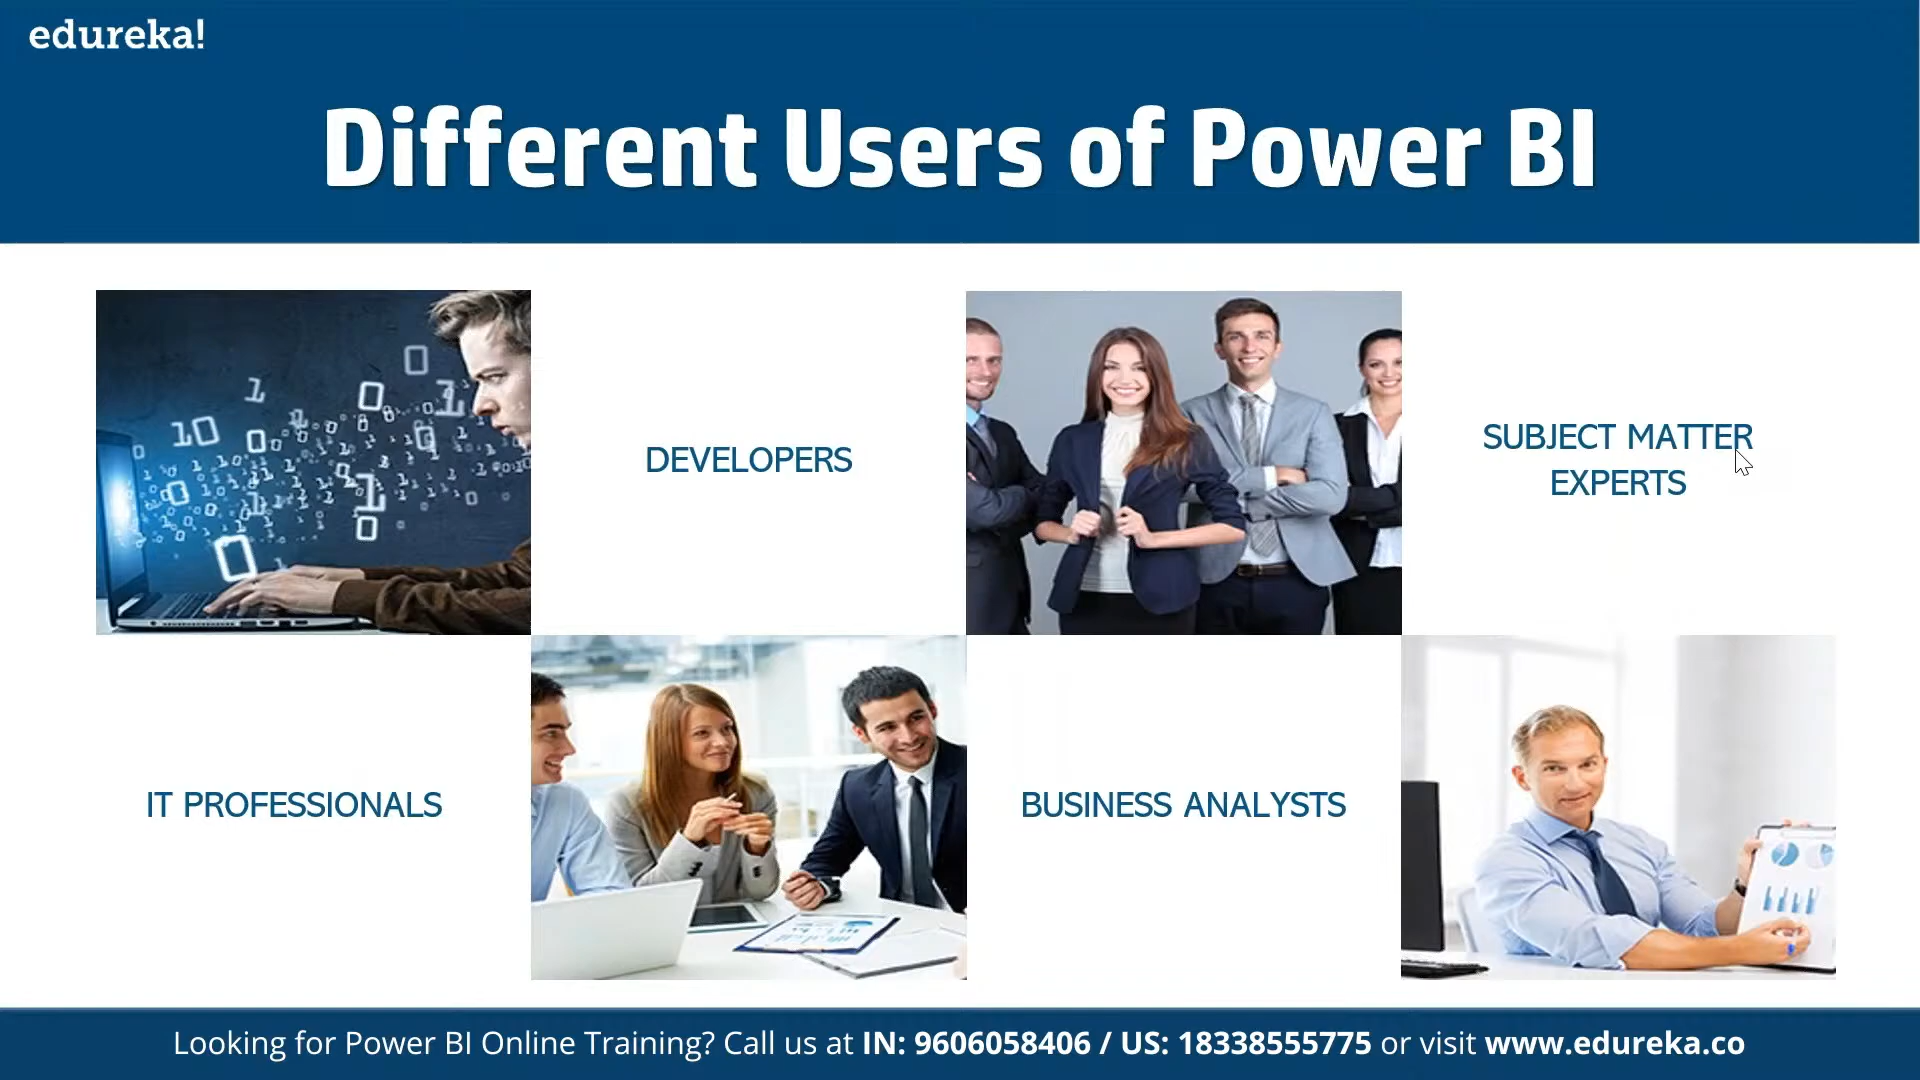 edureka!
Different Users of Power BI
DEVELOPERS
SUBJECT MATTER
EXPERTS
IT PROFESSIONALS
BUSINESS ANALYSTS
Looking for Power BI Online Training? Call us at IN: 9606058406 / US: 18338555775 or visit www.edureka.co